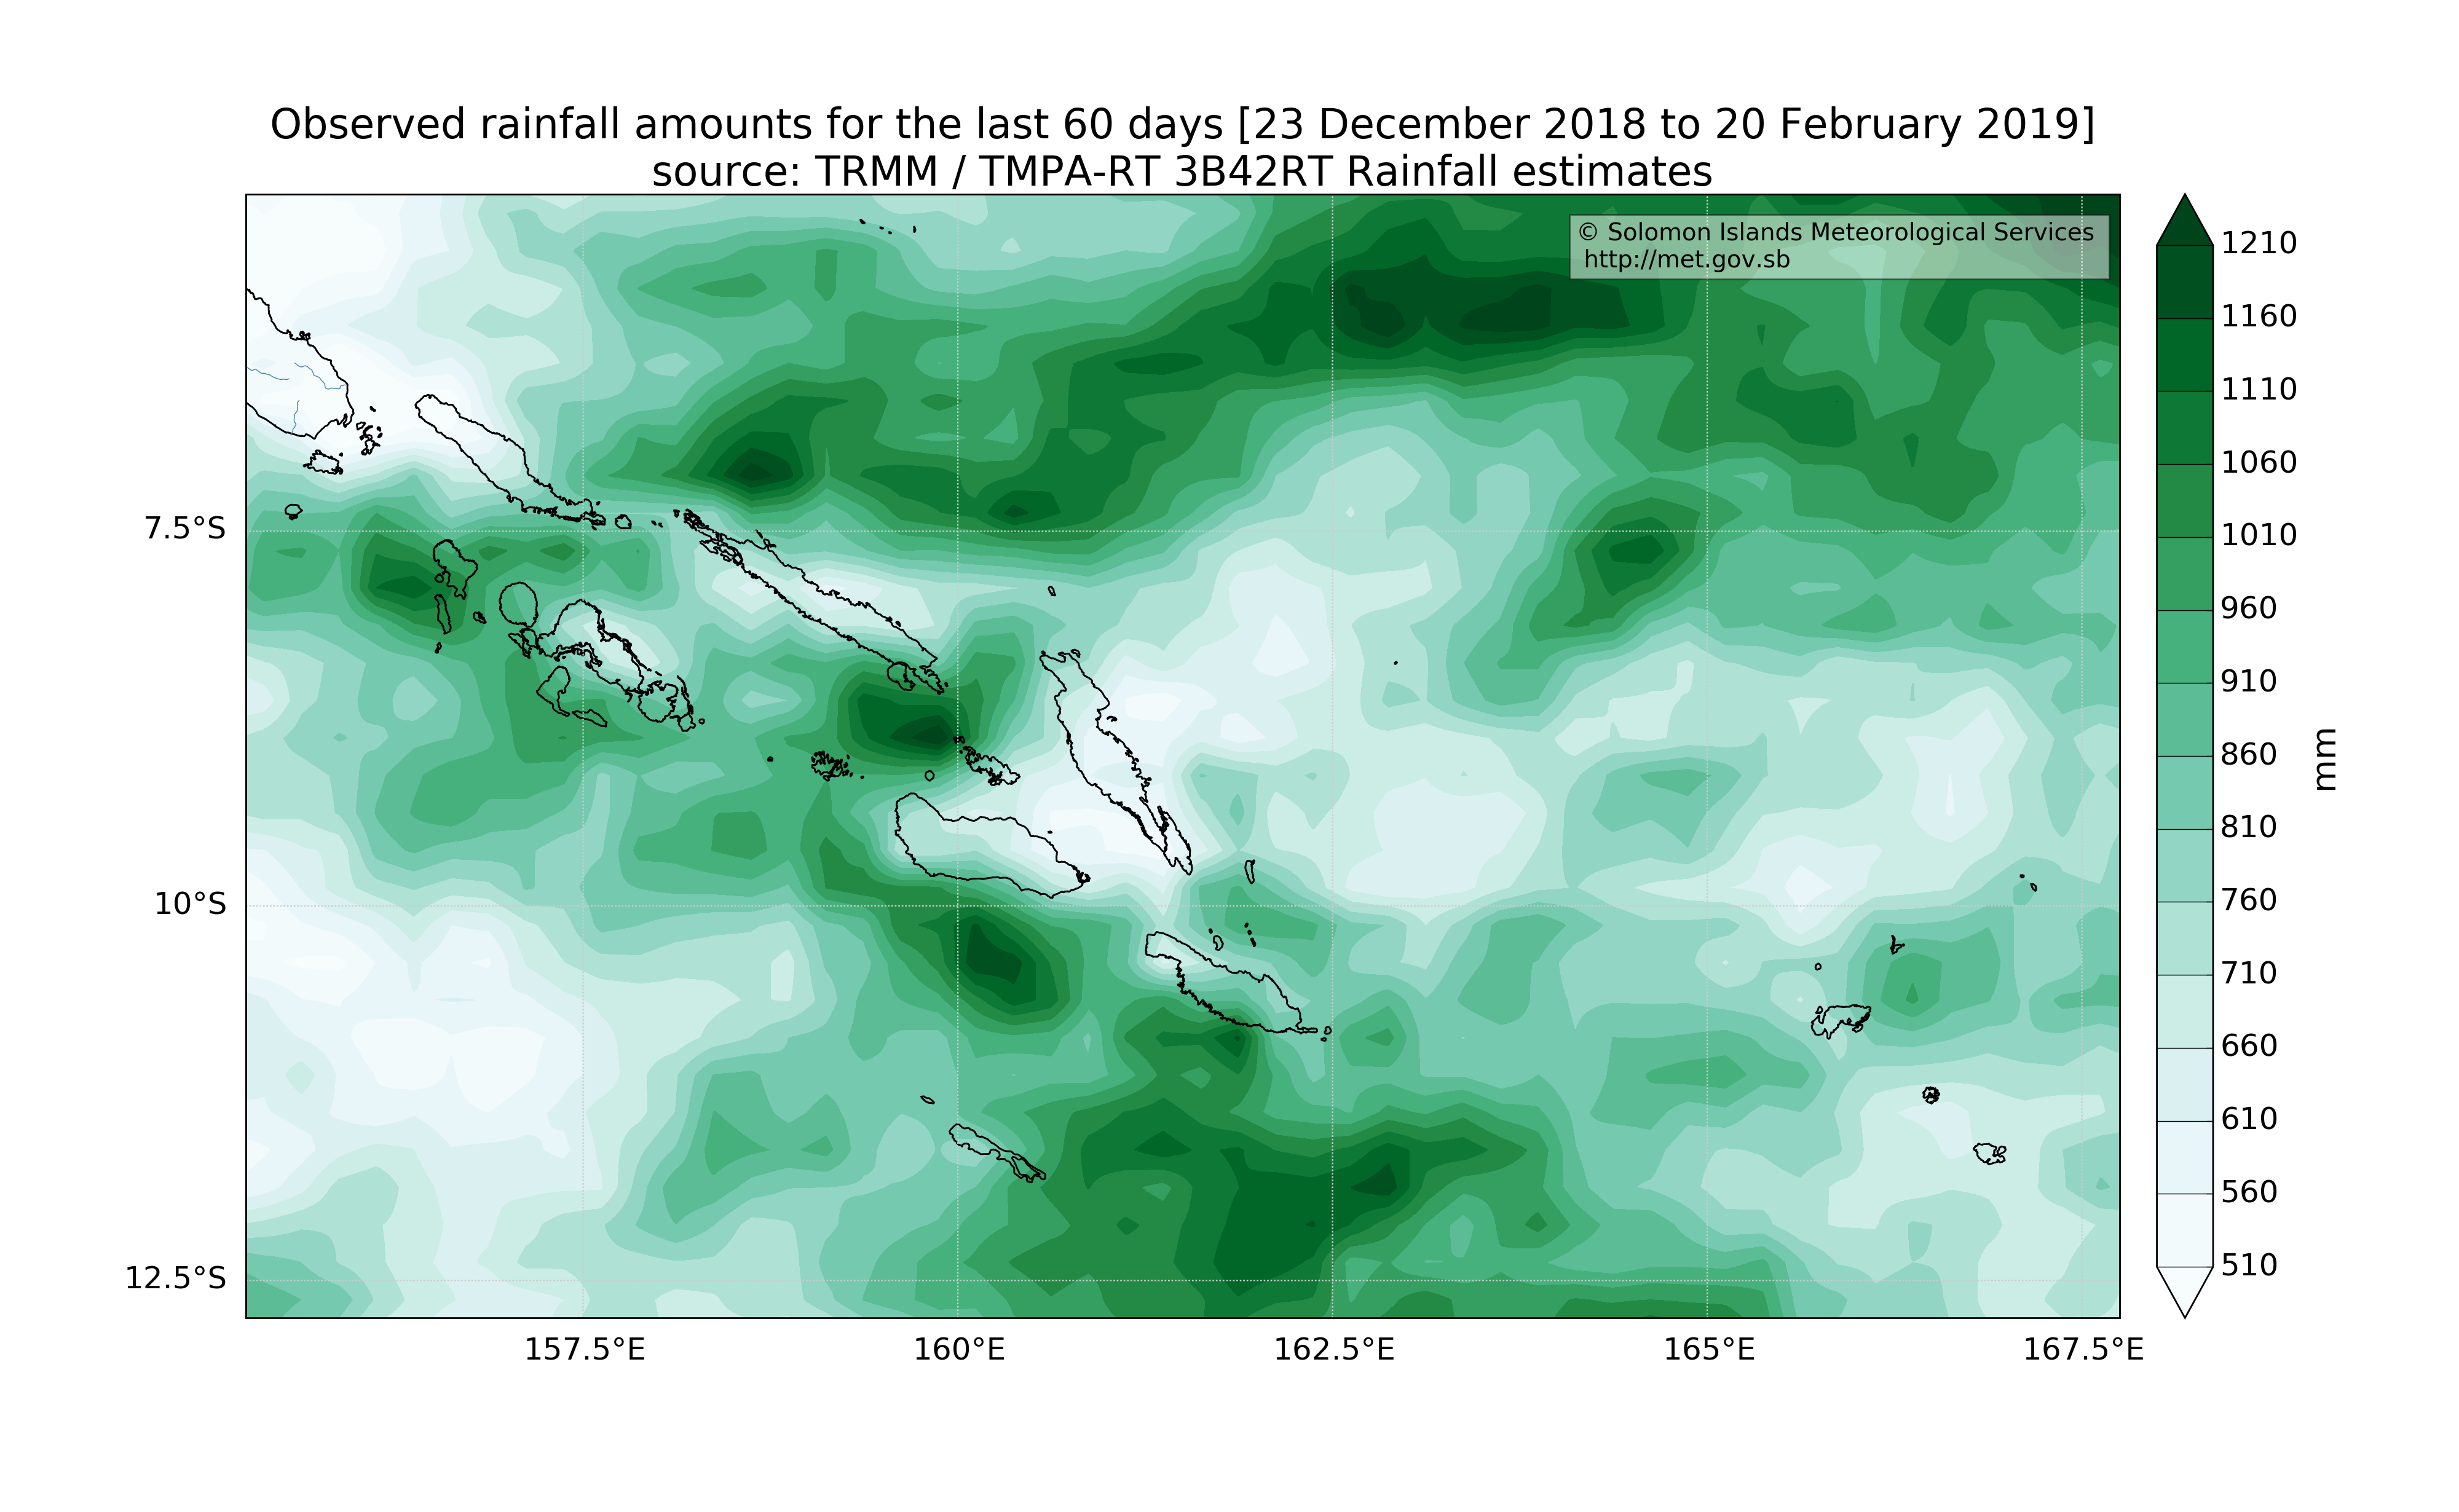 Observed rainfall amounts for the last 60 days [23 December 2018 to 20 February 2019]
source: TRMM / TMPA-RT 3B42RT Rainfall estimates
© Solomon Islands Meteorological Services
http://met.gov.sb
7.5°S
10°S
12.5°S
157.5°E
160°E
162.5°E
165°E
167.5°E
1210
1160
1110
1060
1010
960
910
860
810
760
710
660
610
560
510
mm